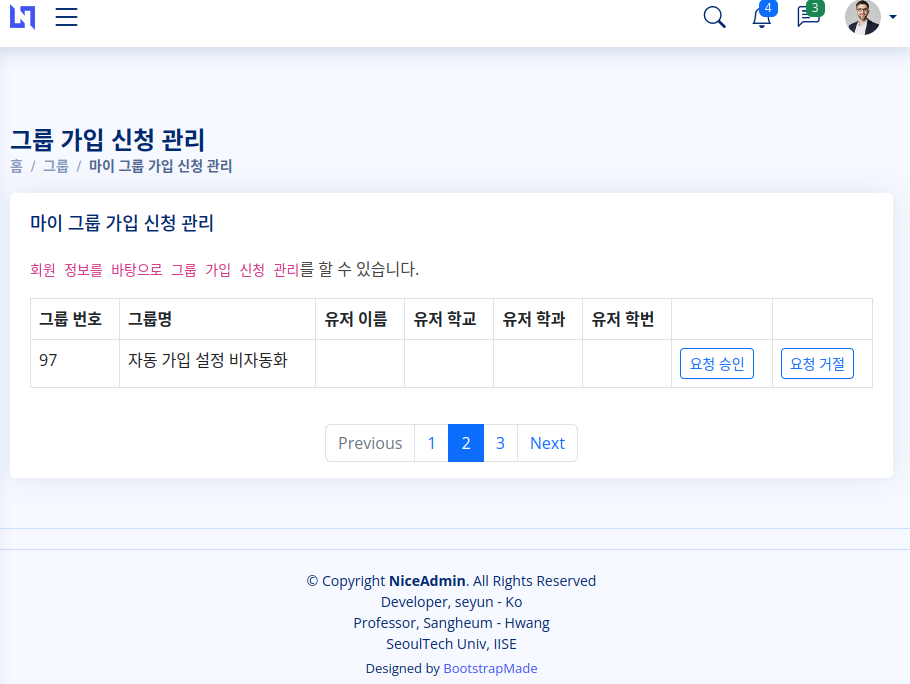 4
3
그룹 가입 신청 관리
홈 / 그룹 / 마이 그룹 가입 신청 관리
마이 그룹 가입 신청 관리
회원 정보를 바탕으로 그룹 가입 신청 관리를 할 수 있습니다.
그룹 번호 그룹명 유저 이름 유저 학교 유저 학과 유저 학번
97 자동 가입 설정 비자동화 요청 승인 요청 거절
Previous 1 2 3 Next
© Copyright NiceAdmin. All Rights Reserved
Developer, seyun - Ko
Professor, Sangheum - Hwang
SeoulTech Univ, IISE
Designed by BootstrapMade